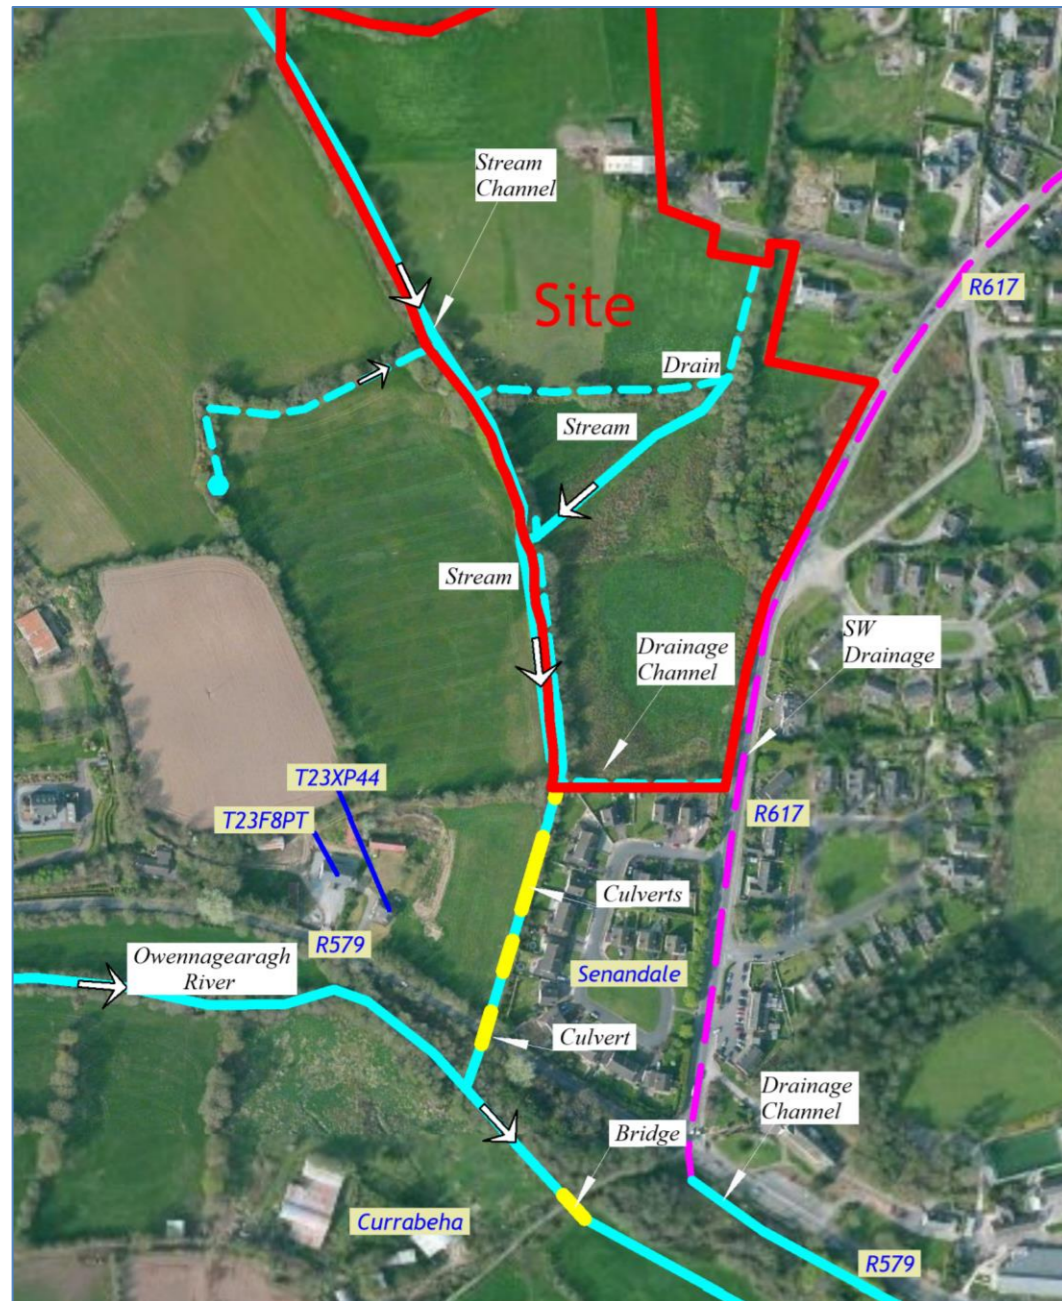 Stream
Channel
Site
R617
Drain
Stream
Stream
SW
Drainage
Drainage
Channel
T23XP44
T23F8PT
R617
Culverts
R579
Owennagearagh
River
Senandale
Culvert
Drainage
Channel
Bridge
Currabeha
R579